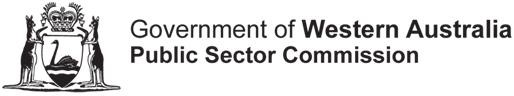 Government of Western Australia
Public Sector Commission